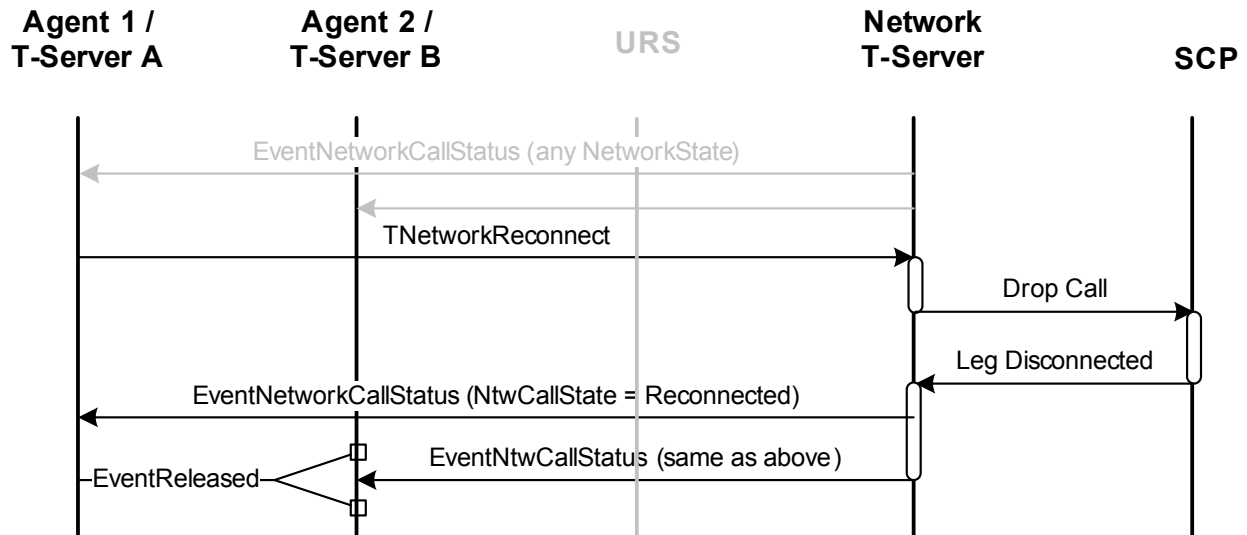 Agent 1 /
T-Server A
Agent 2 /
T-Server B
URS
Network
T-Server
SCP
EventNetworkCallStatus (any NetworkState)
TNetworkReconnect
Drop Call
Leg Disconnected
EventNetworkCallStatus (NtwCallState = Reconnected)
EventNtwCallStatus (same as above)
EventReleased